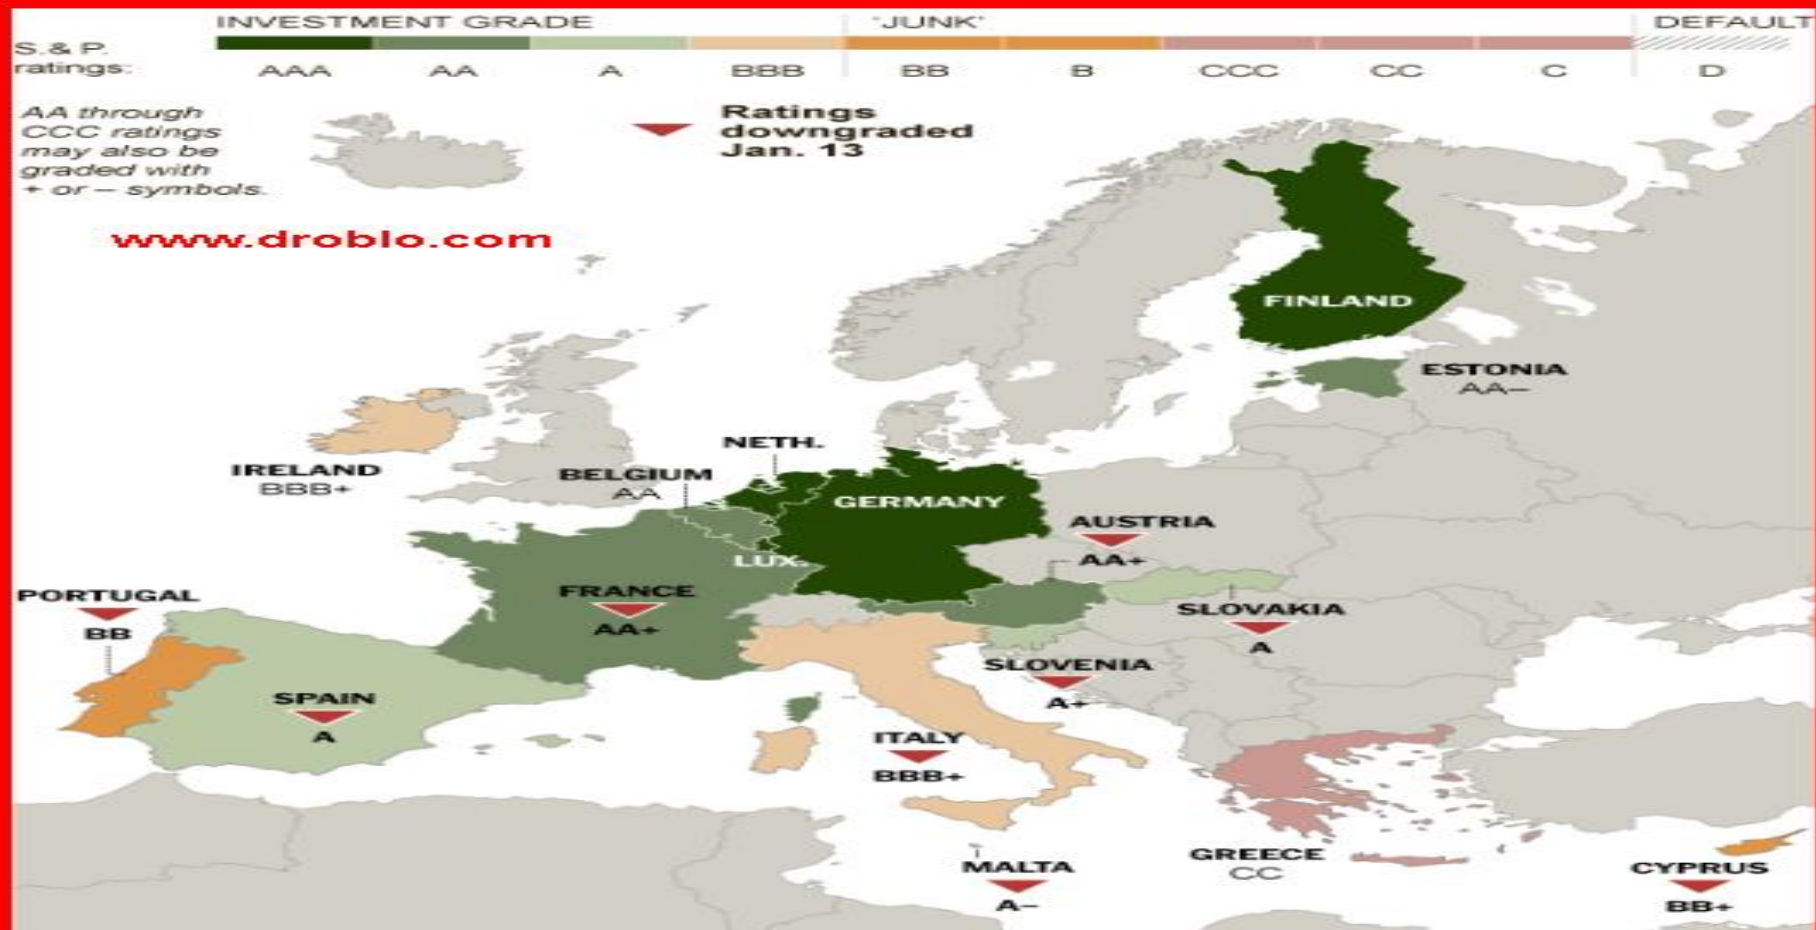 INVESTMENT GRADE 'JUNK' DEFAULT
S.& P.
ratings: AAA AA A BBB BB B CCC CC C D
AA through
CCC ratings
may also be
graded with
+ or – symbols.
Ratings
downgraded
Jan. 13
www.droblo.com
FINLAND
ESTONIA
AA–
NETH.
IRELAND
BBB+
BELGIUM
AA
GERMANY
AUSTRIA
AA+
LUX.
FRANCE
AA+
PORTUGAL
BB
SLOVAKIA
A
SLOVENIA
A+
SPAIN
A
ITALY
BBB+
MALTA
A–
GREECE
CC
CYPRUS
BB+